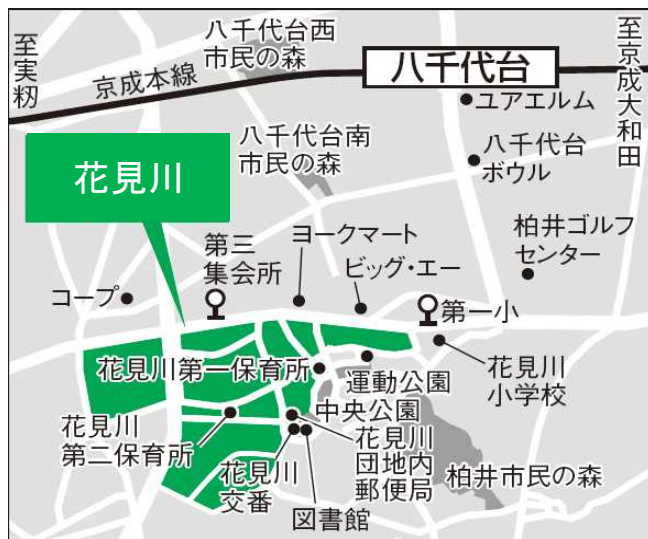 至実籾
八千代台西
市民の森
京成本線
八千代台
至京成大和田
ユアエルム
八千代台南
市民の森
八千代台
ボウル
花見川
柏井ゴルフ
センター
第三
集会所
ヨークマート
ビッグ・エー
コープ
第一小
花見川第一保育所
運動公園
花見川
小学校
中央公園
花見川
第二保育所
花見川
交番
花見川
団地内
郵便局
図書館
柏井市民の森